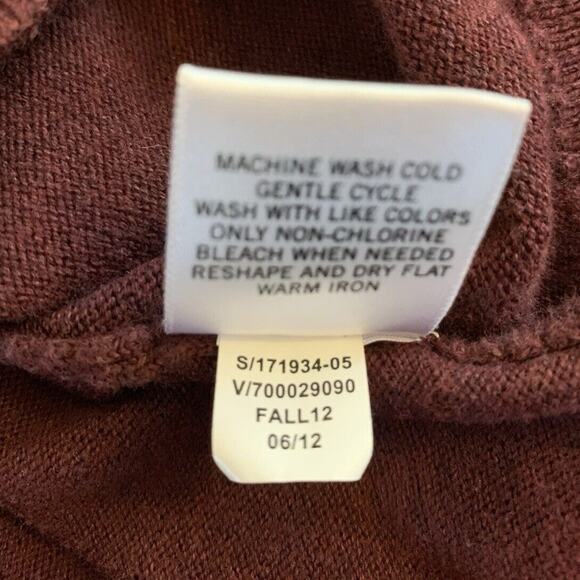 MACHINE WASH COLD
GENTLE CYCLE
WASH WITH LIKE COLORS
ONLY NON-CHLORINE
BLEACH WHEN NEEDED
RESHAPE AND DRY FLAT
WARM IRON
S/171934-05
V/700029090
FALL12
06/12